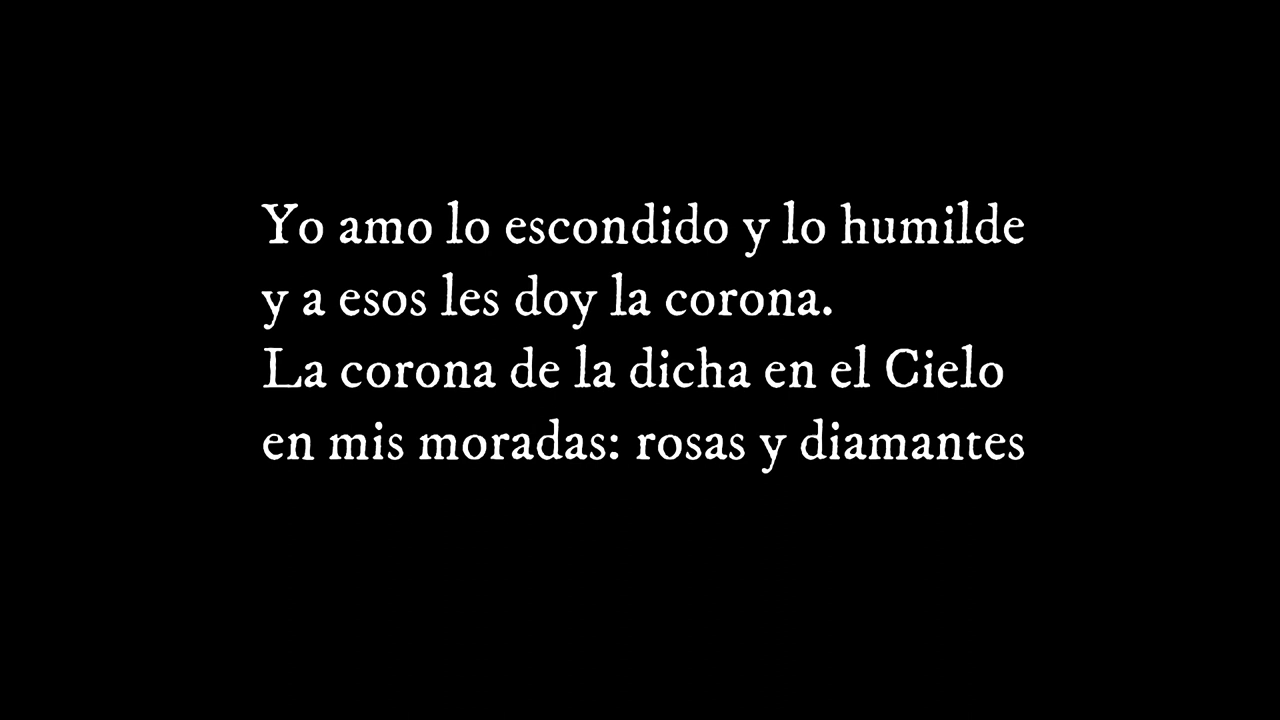 Yo amo lo escondido y lo humilde
y a esos les doy la corona.
La corona de la dicha en el Cielo
en mis moradas: rosas y diamantes